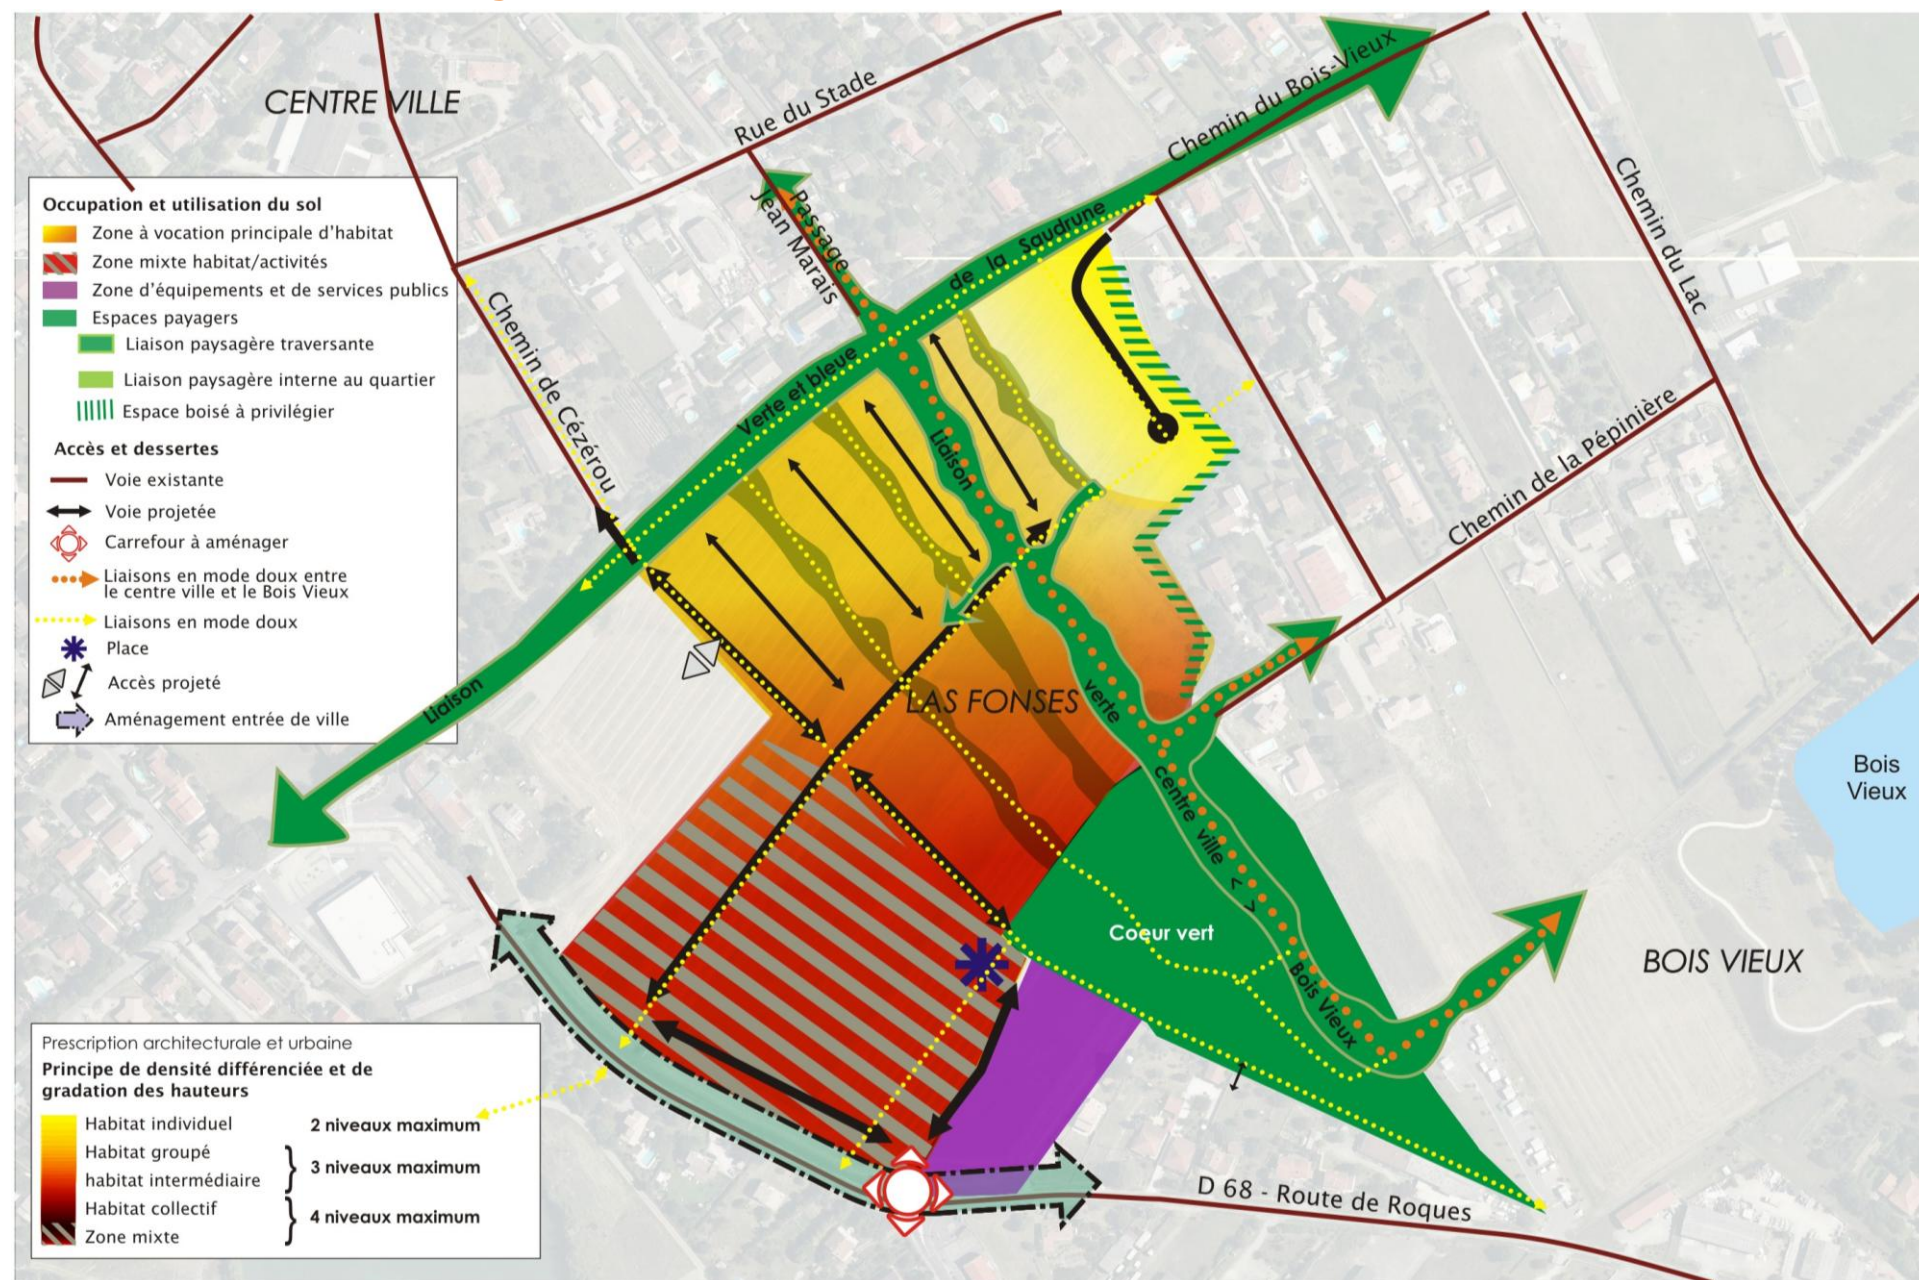 CENTRE VILLE
Rue du Stade
Chemin du Bois-Vieux
Chemin du Lac
Passage
Jean Marais
Chemin de Cézérou
Chemin de la Pépinière
Liaison
Verte et bleue
de la Saudrune
Liaison
verte
centre ville < >
Bois Vieux
LAS FONSES
Coeur vert
Bois
Vieux
BOIS VIEUX
D 68 - Route de Roques
Occupation et utilisation du sol
Zone à vocation principale d'habitat
Zone mixte habitat/activités
Zone d'équipements et de services publics
Espaces payagers
Liaison paysagère traversante
Liaison paysagère interne au quartier
Espace boisé à privilégier
Accès et dessertes
Voie existante
Voie projetée
Carrefour à aménager
Liaisons en mode doux entre
le centre ville et le Bois Vieux
Liaisons en mode doux
Place
Accès projeté
Aménagement entrée de ville
Prescription architecturale et urbaine
Principe de densité différenciée et de
gradation des hauteurs
Habitat individuel 2 niveaux maximum
Habitat groupé
habitat intermédiaire
3 niveaux maximum
Habitat collectif
Zone mixte
4 niveaux maximum